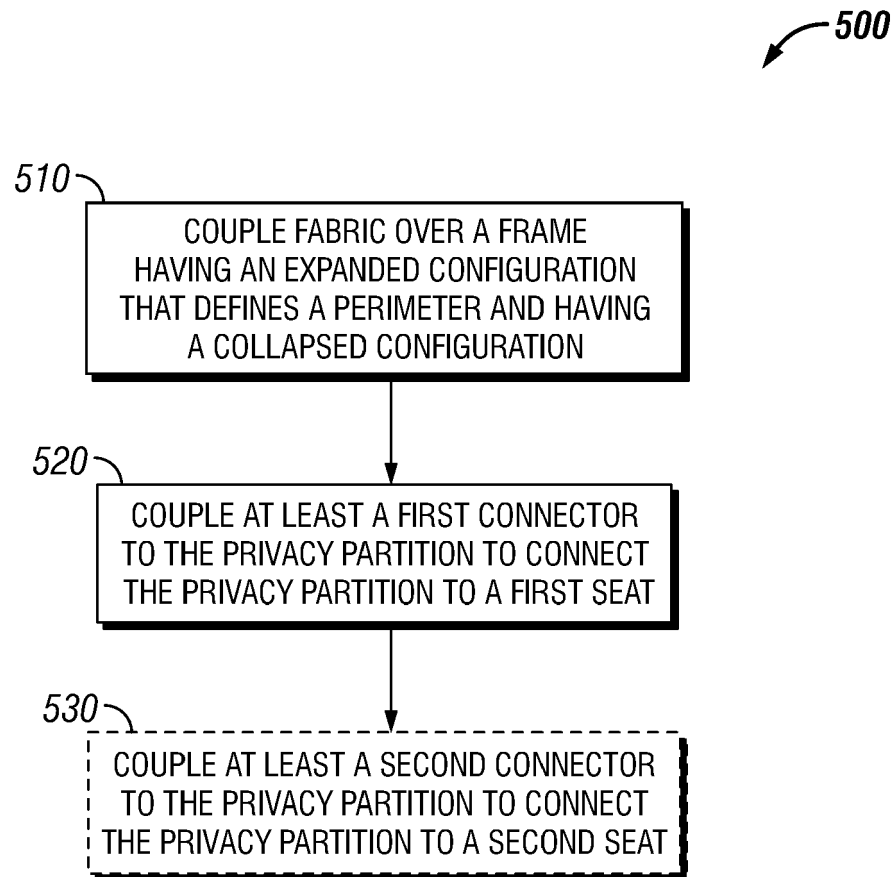 500
510
COUPLE FABRIC OVER A FRAME
HAVING AN EXPANDED CONFIGURATION
THAT DEFINES A PERIMETER AND HAVING
A COLLAPSED CONFIGURATION
520
COUPLE AT LEAST A FIRST CONNECTOR
TO THE PRIVACY PARTITION TO CONNECT
THE PRIVACY PARTITION TO A FIRST SEAT
530
COUPLE AT LEAST A SECOND CONNECTOR
TO THE PRIVACY PARTITION TO CONNECT
THE PRIVACY PARTITION TO A SECOND SEAT